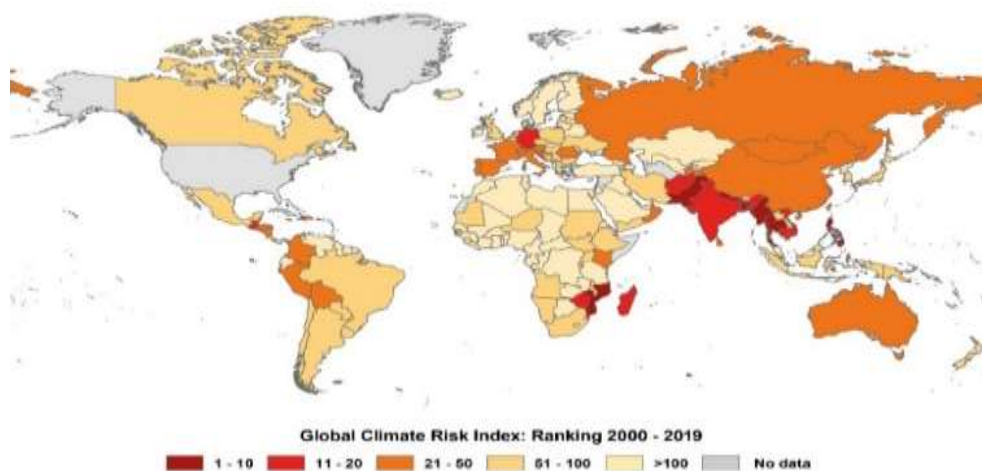 Global Climate Risk Index: Ranking 2000 - 2019
1 - 10 11 - 20 21 - 50 51 - 100 >100 No data